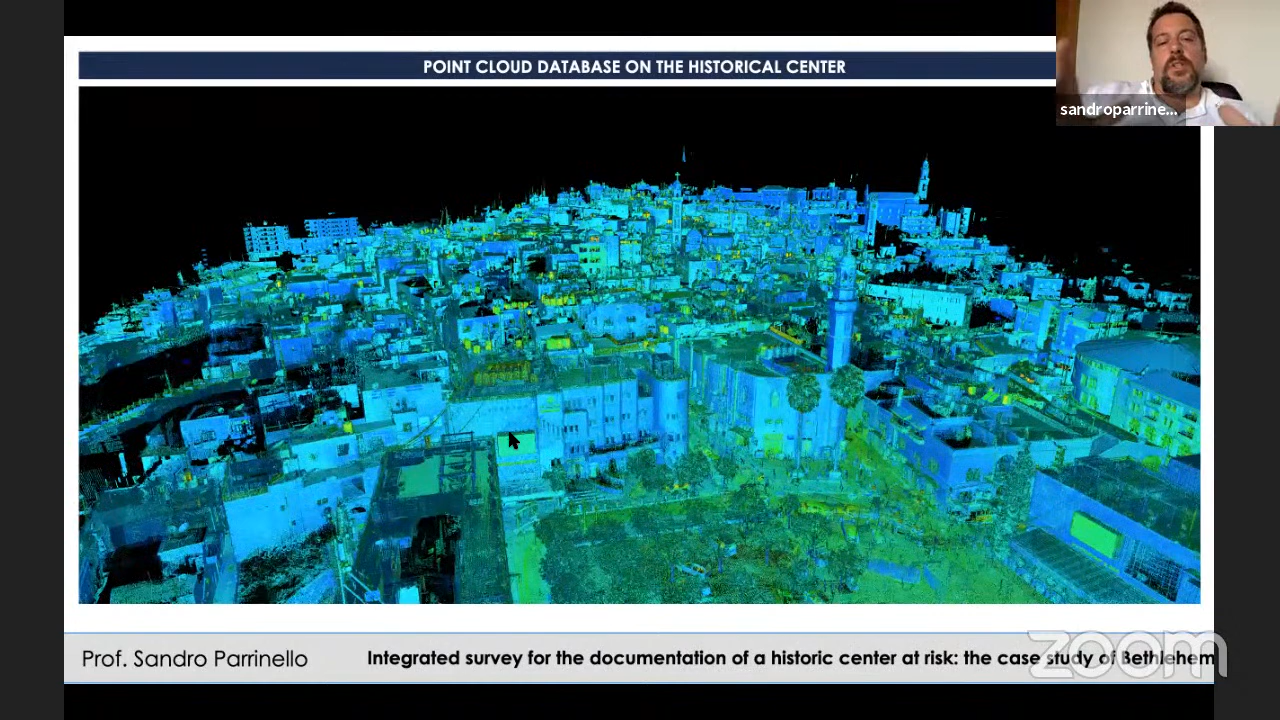 POINT CLOUD DATABASE ON THE HISTORICAL CENTER
sandroparrine...
Prof. Sandro Parrinello
Integrated survey for the documentation of a historic center at risk: the case study of Bethlehem
zoom